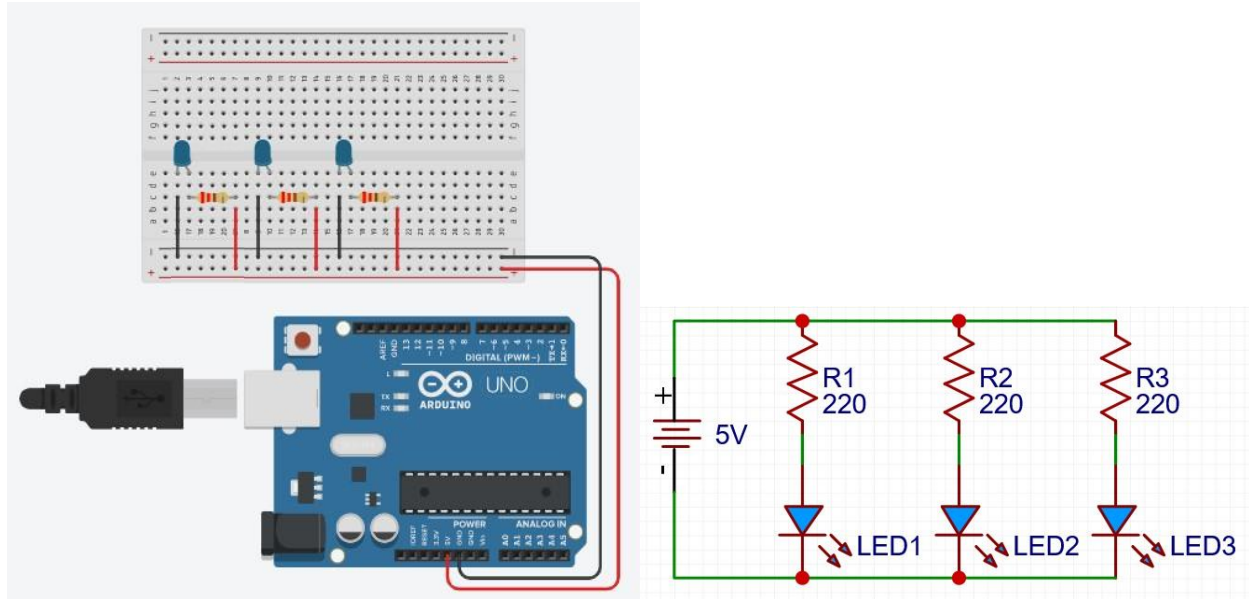 AREF
GND
13
12
~11
~10
~9
8
7
~6
~5
4
~3
2
TX→1
RX←0
DIGITAL (PWM~)
L
TX
RX
UNO
ARDUINO
ON
POWER
ANALOG IN
IOREF
RESET
3.3V
5V
GND
GND
Vin
A0
A1
A2
A3
A4
A5
+
5V
-
R1
220
R2
220
R3
220
LED1
LED2
LED3